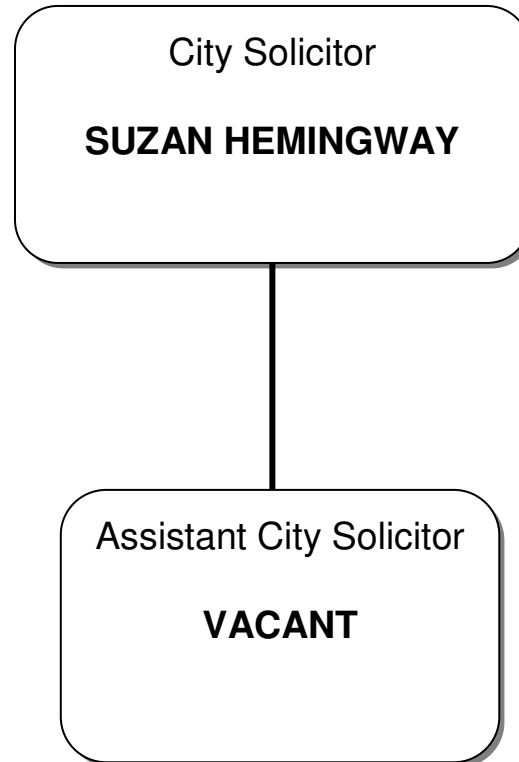 City Solicitor
SUZAN HEMINGWAY
Assistant City Solicitor
VACANT